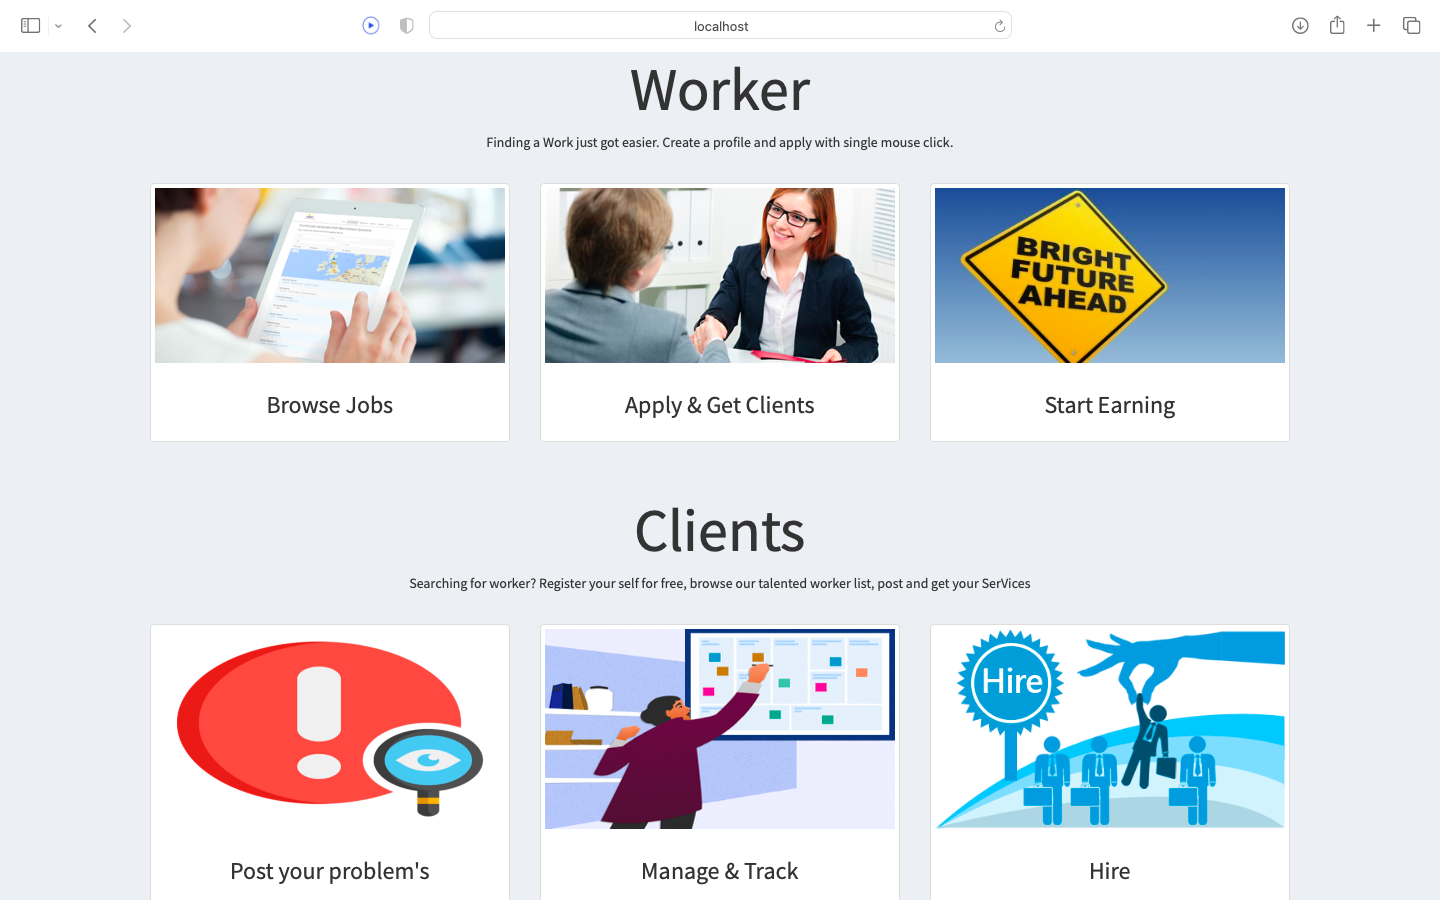 localhost
Worker
Finding a Work just got easier. Create a profile and apply with single mouse click.
BRIGHT
FUTURE
AHEAD
Browse Jobs
Apply & Get Clients
Start Earning
Clients
Searching for worker? Register your self for free, browse our talented worker list, post and get your SerVices
Hire
Post your problem's
Manage & Track
Hire